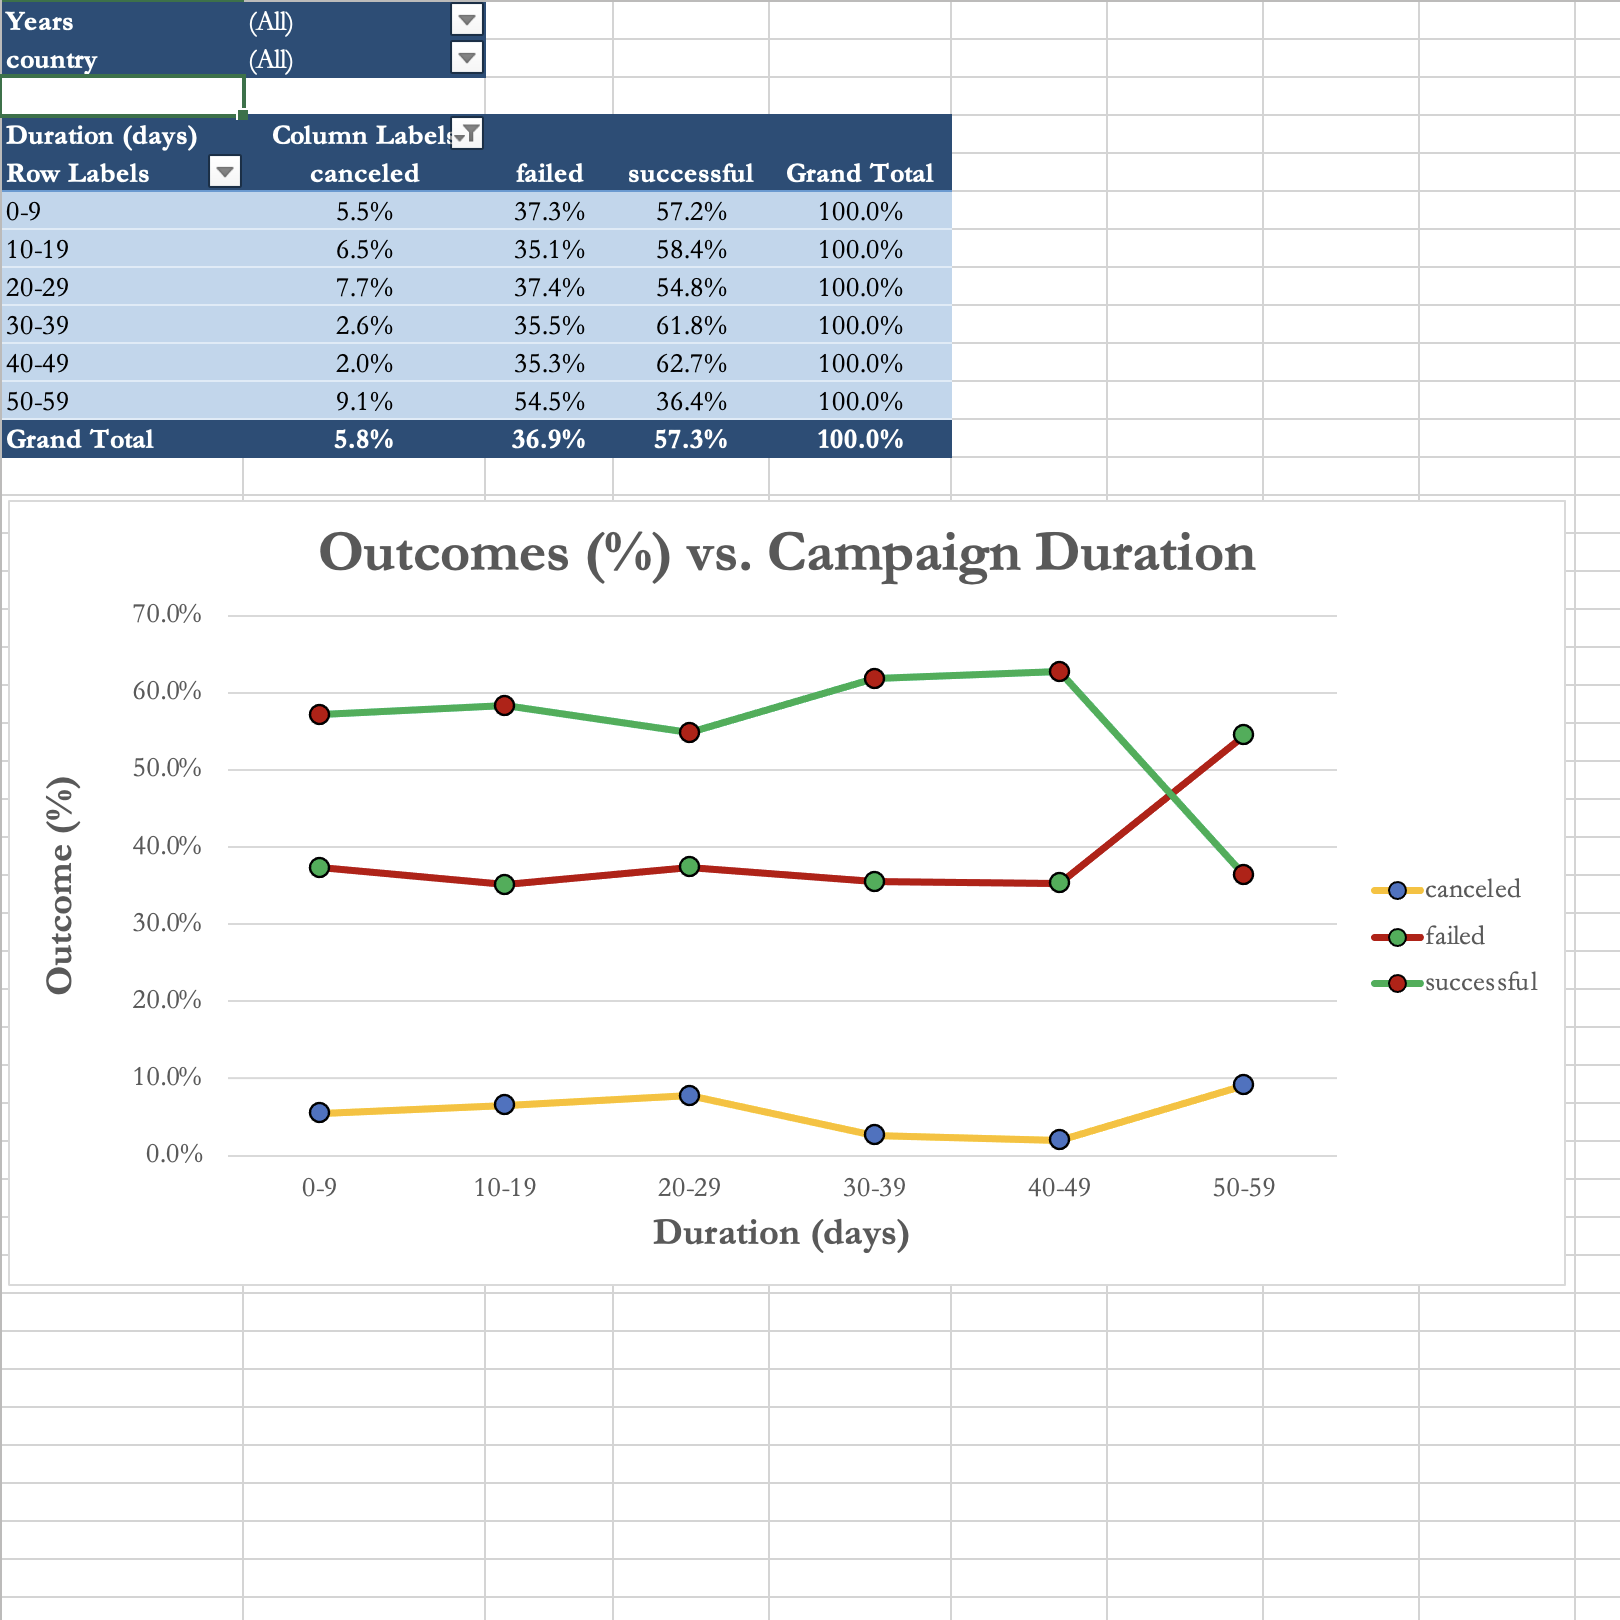 Years (All)
country (All)
Duration (days) Column Labels
Row Labels canceled failed successful Grand Total
0-9 5.5% 37.3% 57.2% 100.0%
10-19 6.5% 35.1% 58.4% 100.0%
20-29 7.7% 37.4% 54.8% 100.0%
30-39 2.6% 35.5% 61.8% 100.0%
40-49 2.0% 35.3% 62.7% 100.0%
50-59 9.1% 54.5% 36.4% 100.0%
Grand Total 5.8% 36.9% 57.3% 100.0%
Outcomes (%) vs. Campaign Duration
Outcome (%)
70.0%
60.0%
50.0%
40.0%
30.0%
20.0%
10.0%
0.0%
0-9 10-19 20-29 30-39 40-49 50-59
Duration (days)
canceled
failed
successful